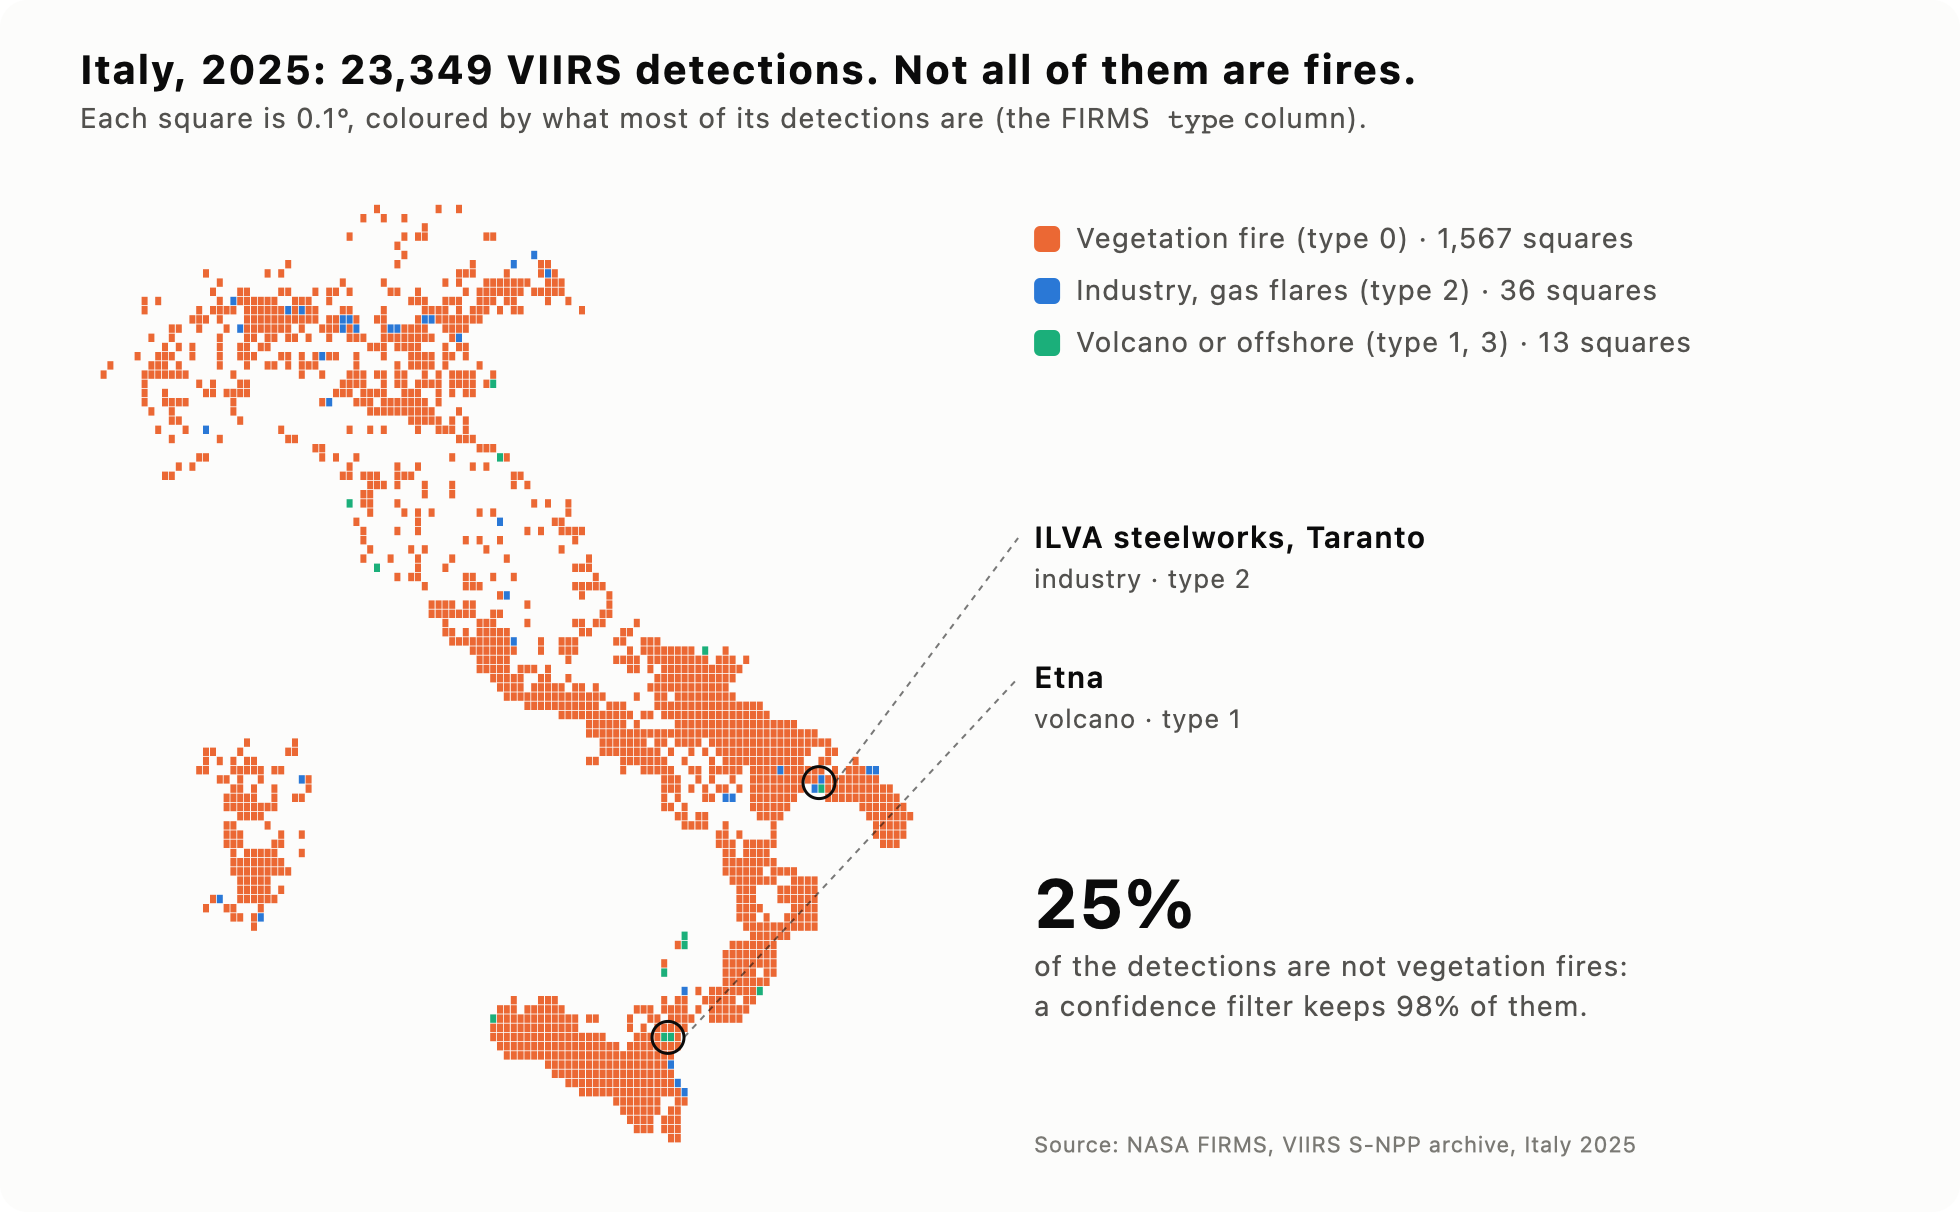 Italy, 2025: 23,349 VIIRS detections. Not all of them are fires.
Each square is 0.1°, coloured by what most of its detections are (the FIRMS type column).
Vegetation fire (type 0) · 1,567 squares
Industry, gas flares (type 2) · 36 squares
Volcano or offshore (type 1, 3) · 13 squares
ILVA steelworks, Taranto
industry · type 2
Etna
volcano · type 1
25%
of the detections are not vegetation fires:
a confidence filter keeps 98% of them.
Source: NASA FIRMS, VIIRS S-NPP archive, Italy 2025